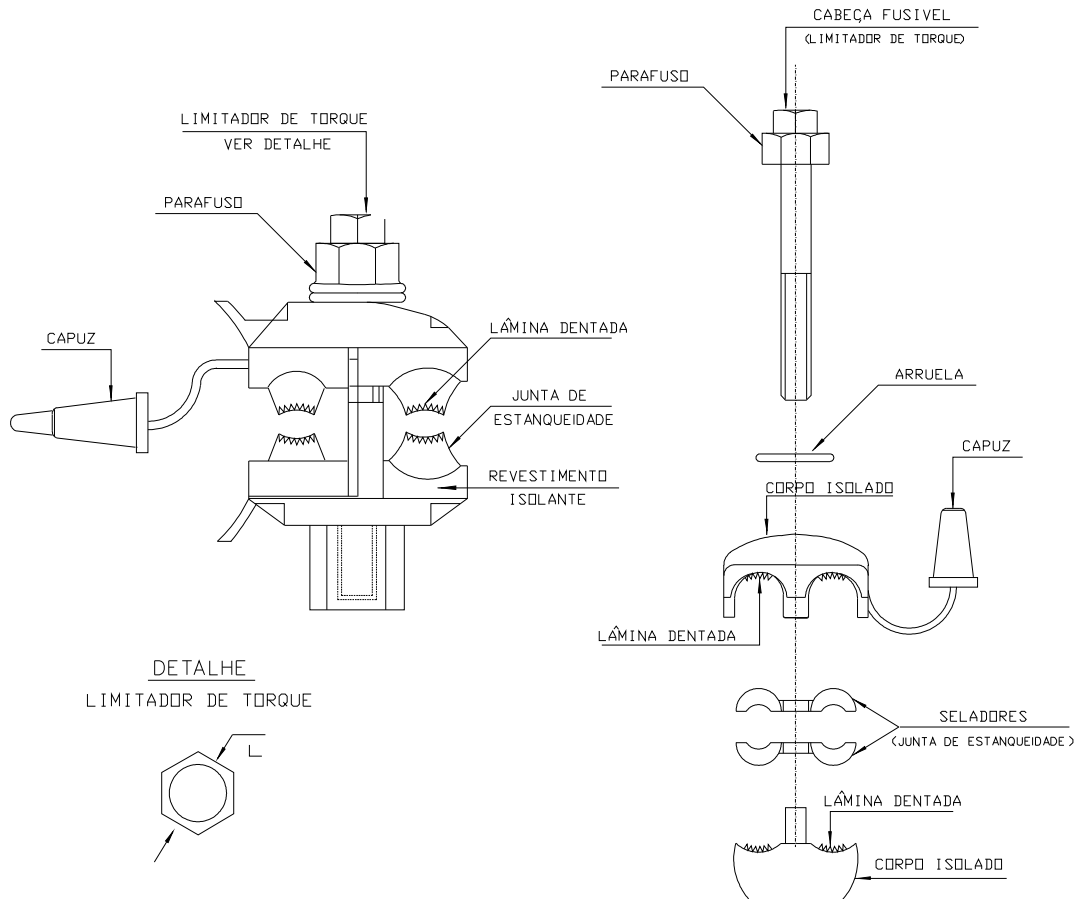 CABEÇA FUSIVEL
(LIMITADOR DE TORQUE)
PARAFUSO
LIMITADOR DE TORQUE
VER DETALHE
PARAFUSO
CAPUZ
LÂMINA DENTADA
JUNTA DE
ESTANQUEIDADE
REVESTIMENTO
ISOLANTE
ARRUELA
CAPUZ
CORPO ISOLADO
LÂMINA DENTADA
DETALHE
LIMITADOR DE TORQUE
L
SELADORES
(JUNTA DE ESTANQUEIDADE)
LÂMINA DENTADA
CORPO ISOLADO